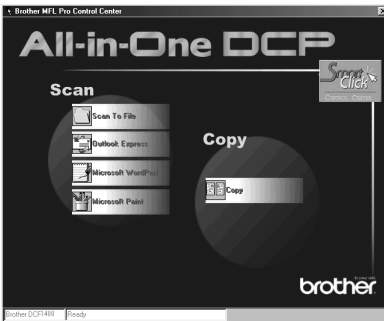 Brother MFL Pro Control Center
All-in-One DCP
Smart
Click
Control Center
Scan
Scan To File
Outlook Express
Microsoft WordPad
Microsoft Paint
Copy
Copy
brother
Brother DCP1400
Ready